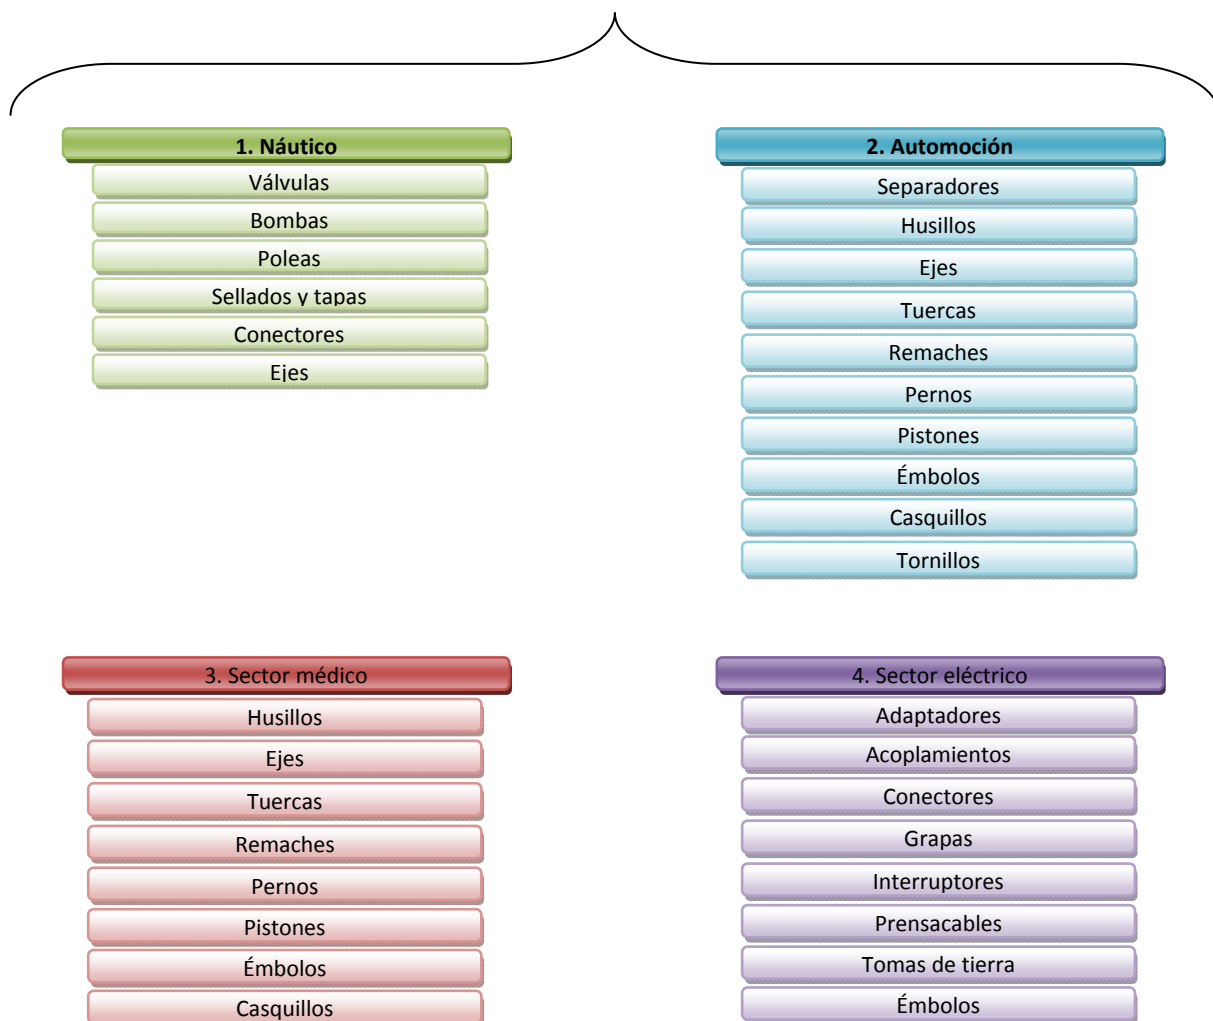 1. Náutico
Válvulas
Bombas
Poleas
Sellados y tapas
Conectores
Ejes
2. Automoción
Separadores
Husillos
Ejes
Tuercas
Remaches
Pernos
Pistones
Émbolos
Casquillos
Tornillos
3. Sector médico
Husillos
Ejes
Tuercas
Remaches
Pernos
Pistones
Émbolos
Casquillos
4. Sector eléctrico
Adaptadores
Acoplamientos
Conectores
Grapas
Interruptores
Prensacables
Tomas de tierra
Émbolos